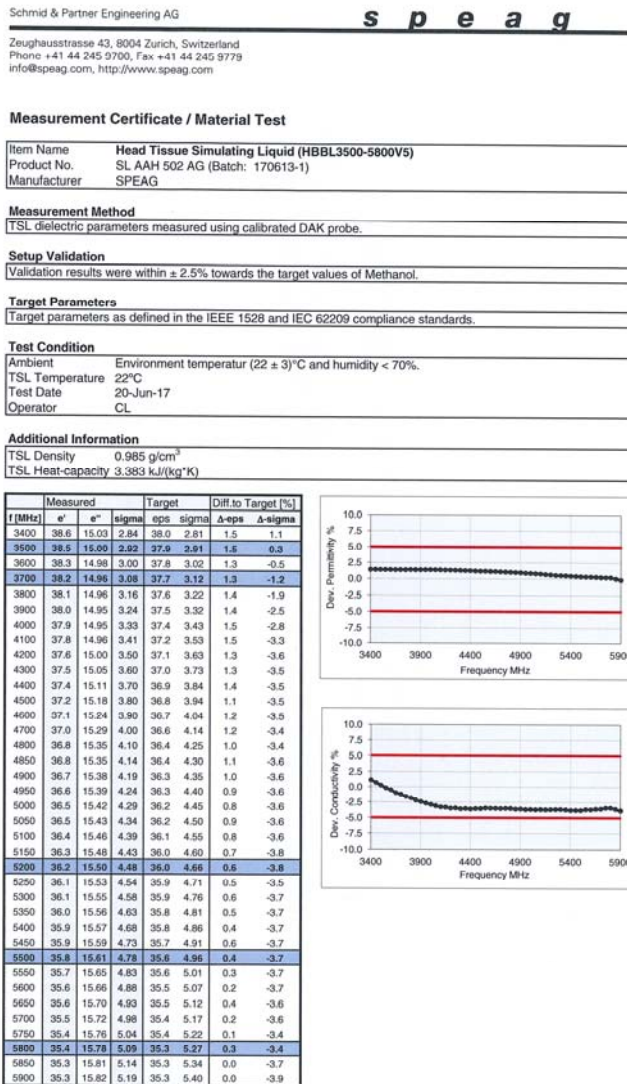 Schmid & Partner Engineering AG
s p e a g
Zeughausstrasse 43, 8004 Zurich, Switzerland
Phone +41 44 245 9700, Fax +41 44 245 9779
info@speag.com, http://www.speag.com
Measurement Certificate / Material Test
Item Name Head Tissue Simulating Liquid (HBBL3500-5800V5)
Product No. SL AAH 502 AG (Batch: 170613-1)
Manufacturer SPEAG
Measurement Method
TSL dielectric parameters measured using calibrated DAK probe.
Setup Validation
Validation results were within ± 2.5% towards the target values of Methanol.
Target Parameters
Target parameters as defined in the IEEE 1528 and IEC 62209 compliance standards.
Test Condition
Ambient Environment temperatur (22 ± 3)°C and humidity < 70%.
TSL Temperature 22°C
Test Date 20-Jun-17
Operator CL
Additional Information
TSL Density 0.985 g/cm³
TSL Heat-capacity 3.383 kJ/(kg*K)
Measured Target Diff.to Target [%]
f [MHz] e' e" sigma eps sigma Δ-eps Δ-sigma
3400 38.6 15.03 2.84 38.0 2.81 1.5 1.1
3500 38.5 15.00 2.92 37.9 2.91 1.5 0.3
3600 38.3 14.98 3.00 37.8 3.02 1.3 -0.5
3700 38.2 14.96 3.08 37.7 3.12 1.3 -1.2
3800 38.1 14.96 3.16 37.6 3.22 1.4 -1.9
3900 38.0 14.95 3.24 37.5 3.32 1.4 -2.5
4000 37.9 14.95 3.33 37.4 3.43 1.5 -2.8
4100 37.8 14.96 3.41 37.2 3.53 1.5 -3.3
4200 37.6 15.00 3.50 37.1 3.63 1.3 -3.6
4300 37.5 15.05 3.60 37.0 3.73 1.3 -3.5
4400 37.4 15.11 3.70 36.9 3.84 1.4 -3.5
4500 37.2 15.18 3.80 36.8 3.94 1.1 -3.5
4600 37.1 15.24 3.90 36.7 4.04 1.2 -3.5
4700 37.0 15.29 4.00 36.6 4.14 1.2 -3.4
4800 36.8 15.35 4.10 36.4 4.25 1.0 -3.4
4850 36.8 15.35 4.14 36.4 4.30 1.1 -3.6
4900 36.7 15.38 4.19 36.3 4.35 1.0 -3.6
4950 36.6 15.39 4.24 36.3 4.40 0.9 -3.6
5000 36.5 15.42 4.29 36.2 4.45 0.8 -3.6
5050 36.5 15.43 4.34 36.2 4.50 0.9 -3.6
5100 36.4 15.46 4.39 36.1 4.55 0.8 -3.6
5150 36.3 15.48 4.43 36.0 4.60 0.7 -3.8
5200 36.2 15.50 4.48 36.0 4.66 0.6 -3.8
5250 36.1 15.53 4.54 35.9 4.71 0.5 -3.5
5300 36.1 15.55 4.58 35.9 4.76 0.6 -3.7
5350 36.0 15.56 4.63 35.8 4.81 0.5 -3.7
5400 35.9 15.57 4.68 35.8 4.86 0.4 -3.7
5450 35.9 15.59 4.73 35.7 4.91 0.6 -3.7
5500 35.8 15.61 4.78 35.6 4.96 0.4 -3.7
5550 35.7 15.65 4.83 35.6 5.01 0.3 -3.7
5600 35.6 15.66 4.88 35.5 5.07 0.2 -3.7
5650 35.6 15.70 4.93 35.5 5.12 0.4 -3.6
5700 35.5 15.72 4.98 35.4 5.17 0.2 -3.6
5750 35.4 15.76 5.04 35.4 5.22 0.1 -3.4
5800 35.4 15.78 5.09 35.3 5.27 0.3 -3.4
5850 35.3 15.81 5.14 35.3 5.34 0.0 -3.7
5900 35.3 15.82 5.19 35.3 5.40 0.0 -3.9
Dev. Permittivity %
10.0
7.5
5.0
2.5
0.0
-2.5
-5.0
-7.5
-10.0
3400 3900 4400 4900 5400 5900
Frequency MHz
Dev. Conductivity %
10.0
7.5
5.0
2.5
0.0
-2.5
-5.0
-7.5
-10.0
3400 3900 4400 4900 5400 5900
Frequency MHz